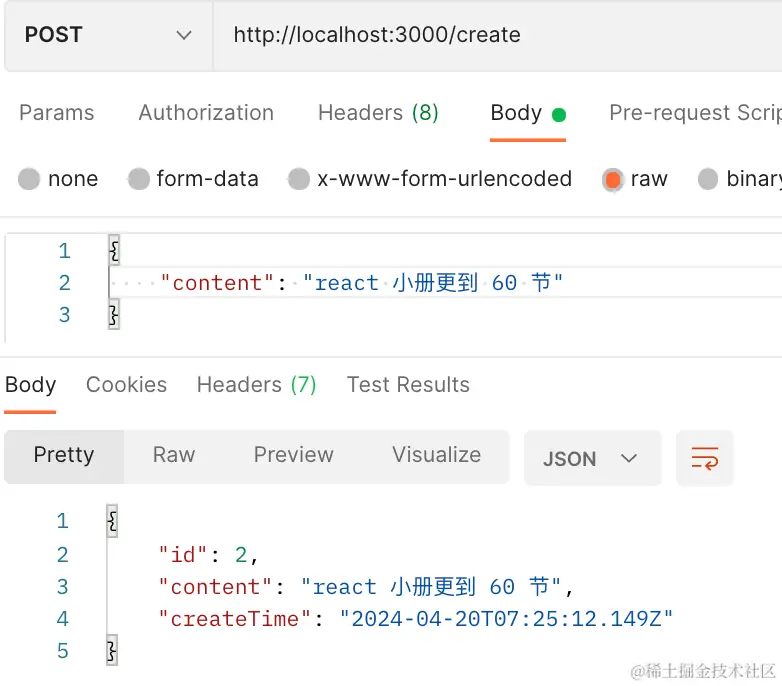 POST http://localhost:3000/create
Params Authorization Headers (8) Body Pre-request Scrip
none form-data x-www-form-urlencoded raw binary
1 {
2 "content": "react 小册更到 60 节"
3 }
Body Cookies Headers (7) Test Results
Pretty Raw Preview Visualize JSON
1 {
2 "id": 2,
3 "content": "react 小册更到 60 节",
4 "createTime": "2024-04-20T07:25:12.149Z"
5 }
@稀土掘金技术社区